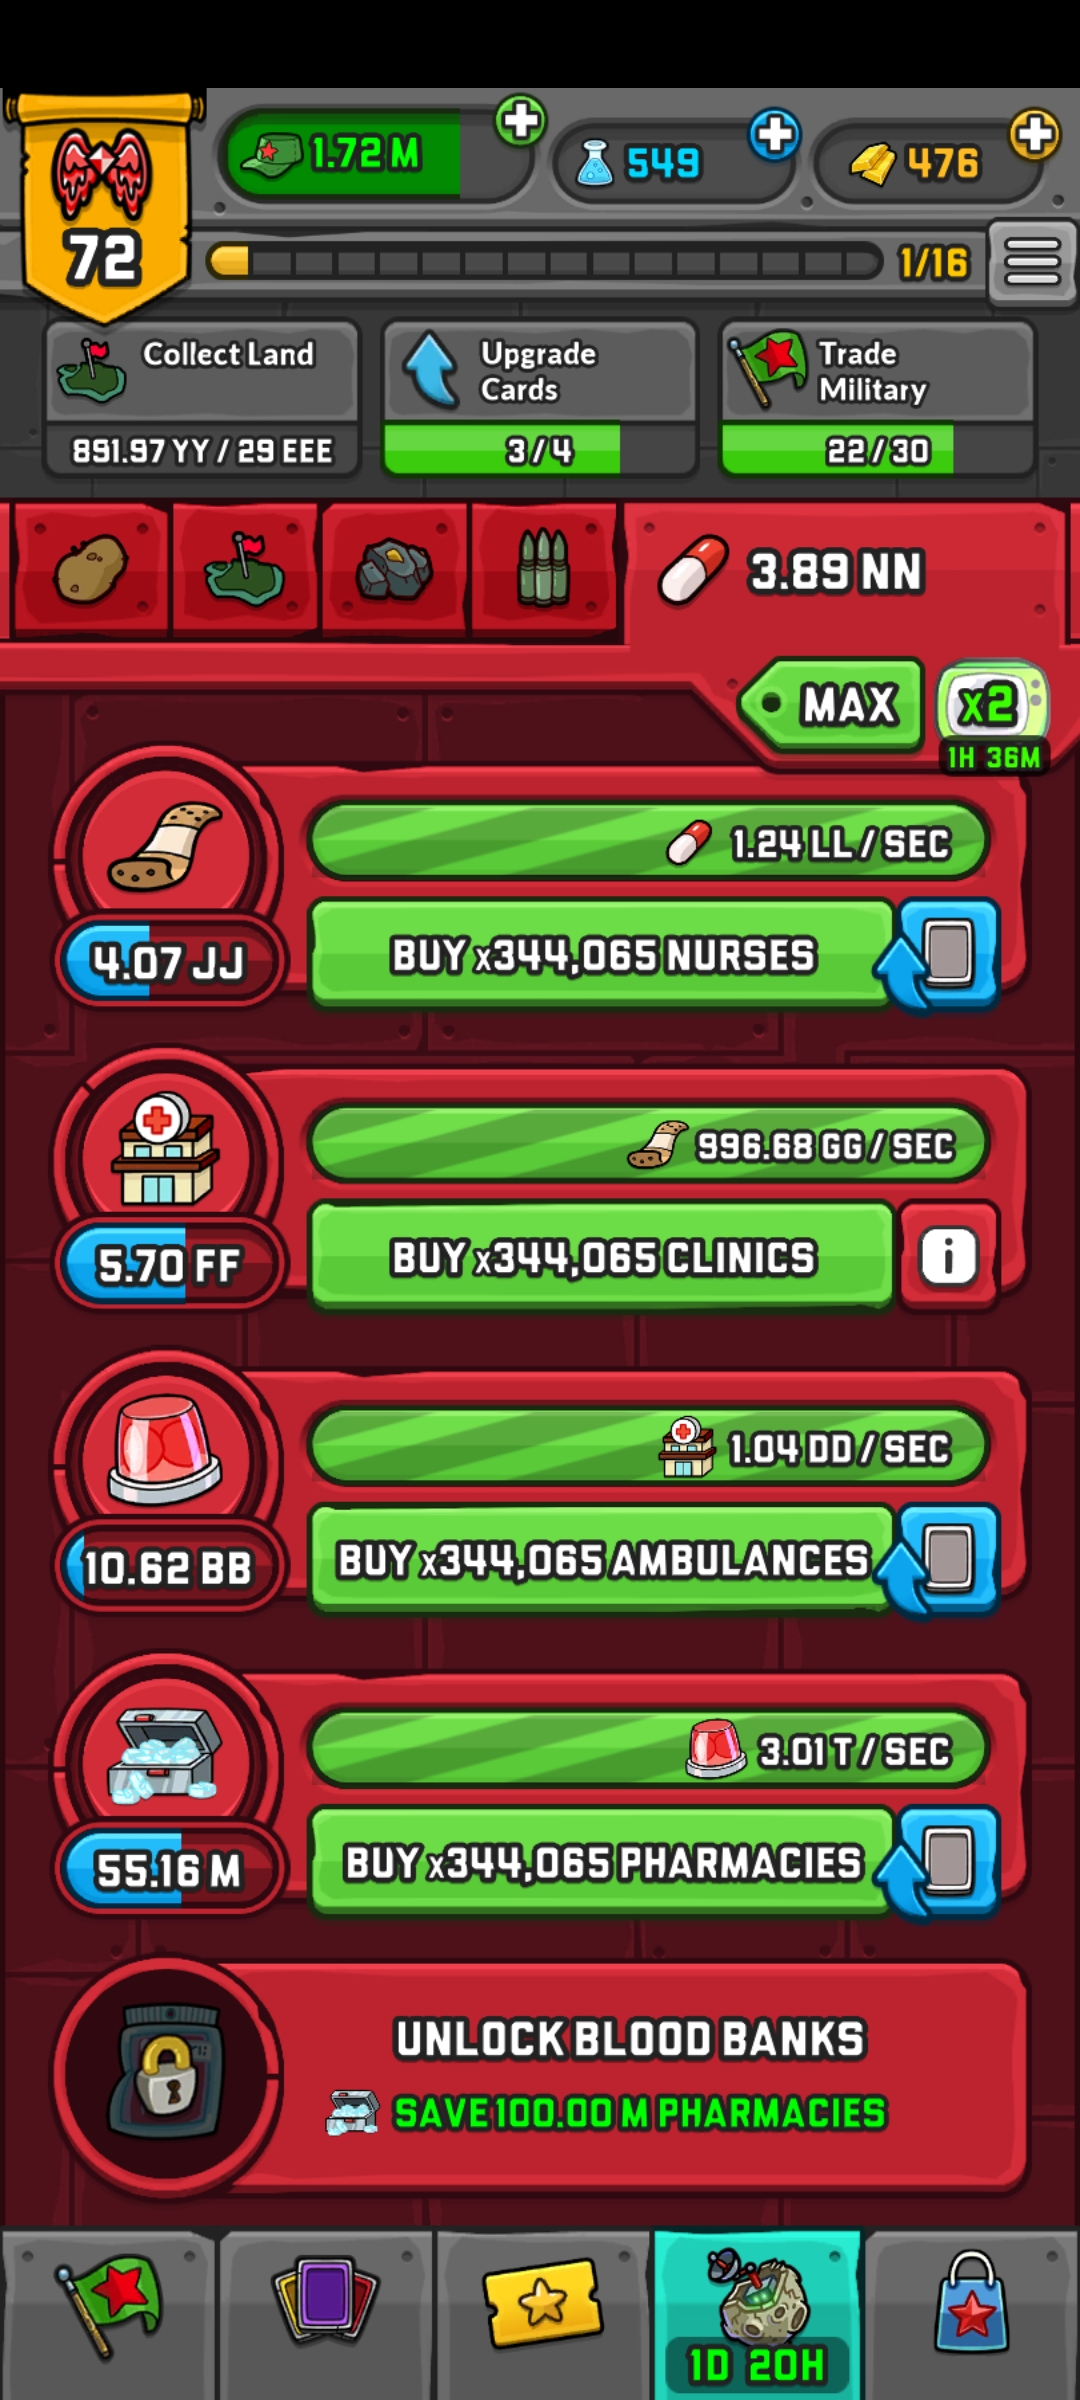 1.72 M
549
476
72
1/16
Collect Land
891.97 YY / 29 EEE
Upgrade
Cards
3 / 4
Trade
Military
22 / 30
3.89 NN
MAX
x2
1H 36M
1.24 LL / SEC
4.07 JJ
BUY x344,065 NURSES
996.68 GG / SEC
5.70 FF
BUY x344,065 CLINICS
i
1.04 DD / SEC
10.62 BB
BUY x344,065 AMBULANCES
3.01 T / SEC
55.16 M
BUY x344,065 PHARMACIES
UNLOCK BLOOD BANKS
SAVE 100.00 M PHARMACIES
1D 20H